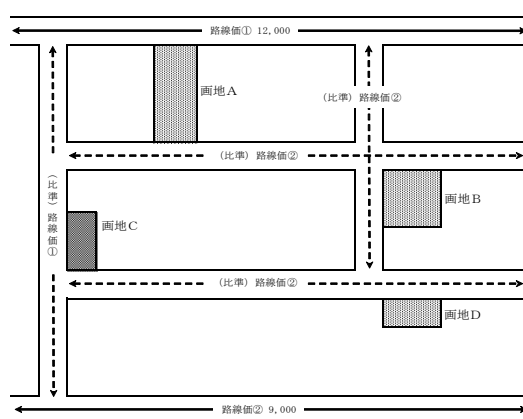 路線価① 12,000
画地A
(比準) 路線価②
(比準) 路線価②
(比準) 路線価①
画地B
画地C
(比準) 路線価②
画地D
路線価② 9,000